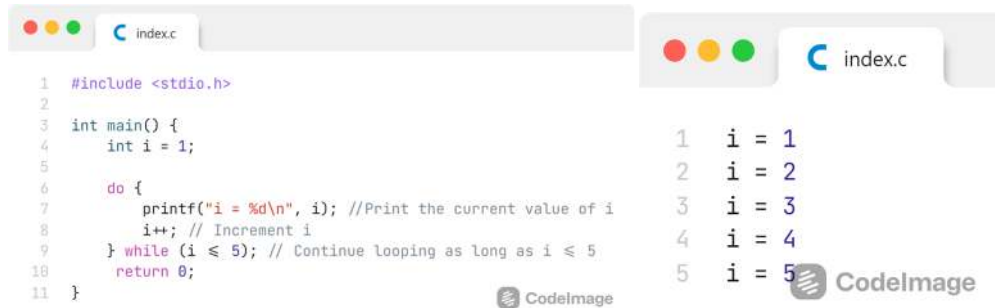 index.c
1 #include <stdio.h>
2
3 int main() {
4 int i = 1;
5
6 do {
7 printf("i = %d\n", i); //Print the current value of i
8 i++; // Increment i
9 } while (i ≤ 5); // Continue looping as long as i ≤ 5
10 return 0;
11 }
CodeImage
index.c
1 i = 1
2 i = 2
3 i = 3
4 i = 4
5 i = 5
CodeImage